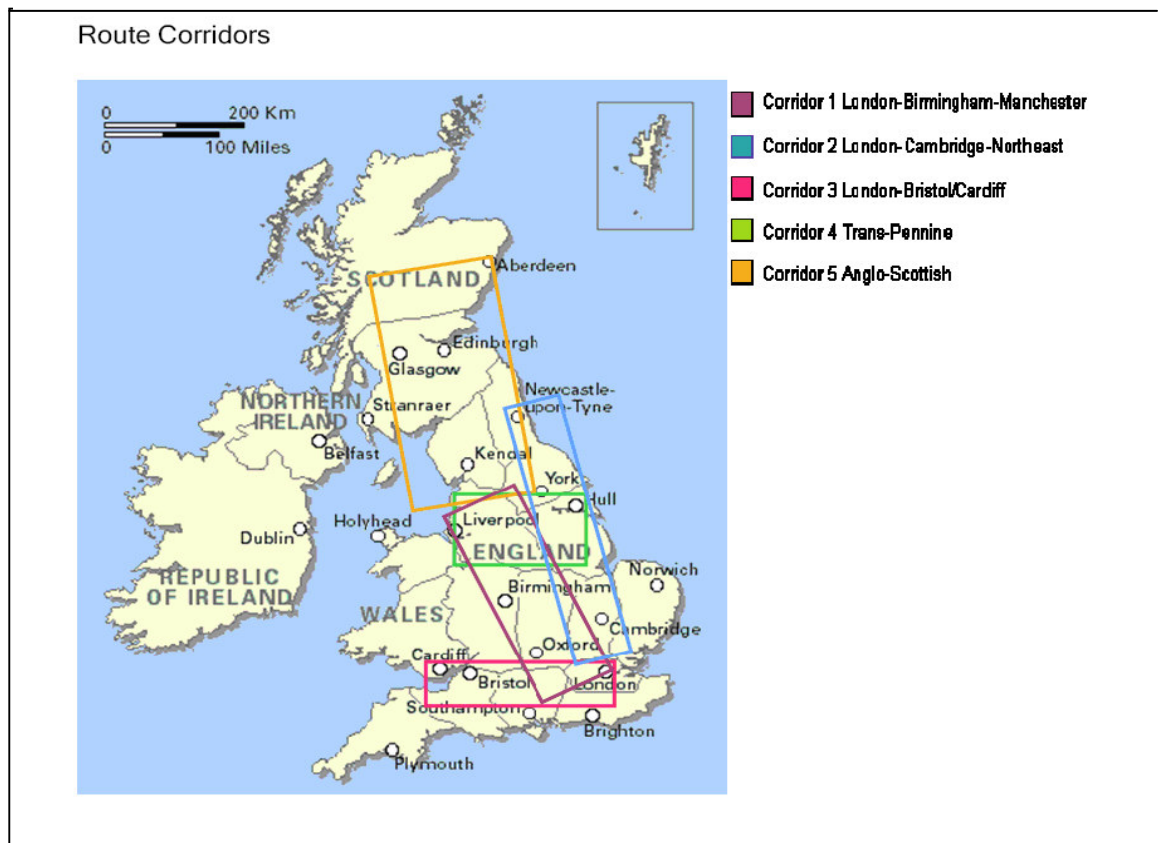 Route Corridors
0 200 Km
0 100 Miles
Corridor 1 London-Birmingham-Manchester
Corridor 2 London-Cambridge-Northeast
Corridor 3 London-Bristol/Cardiff
Corridor 4 Trans-Pennine
Corridor 5 Anglo-Scottish
Aberdeen
SCOTLAND
Edinburgh
Glasgow
Newcastle-
upon-Tyne
NORTHERN
IRELAND
Stranraer
Belfast
Kendal
York
Hull
Holyhead
Liverpool
Dublin
ENGLAND
REPUBLIC
OF IRELAND
Birmingham
Norwich
WALES
Cambridge
Oxford
Cardiff
Bristol
London
Southampton
Brighton
Plymouth